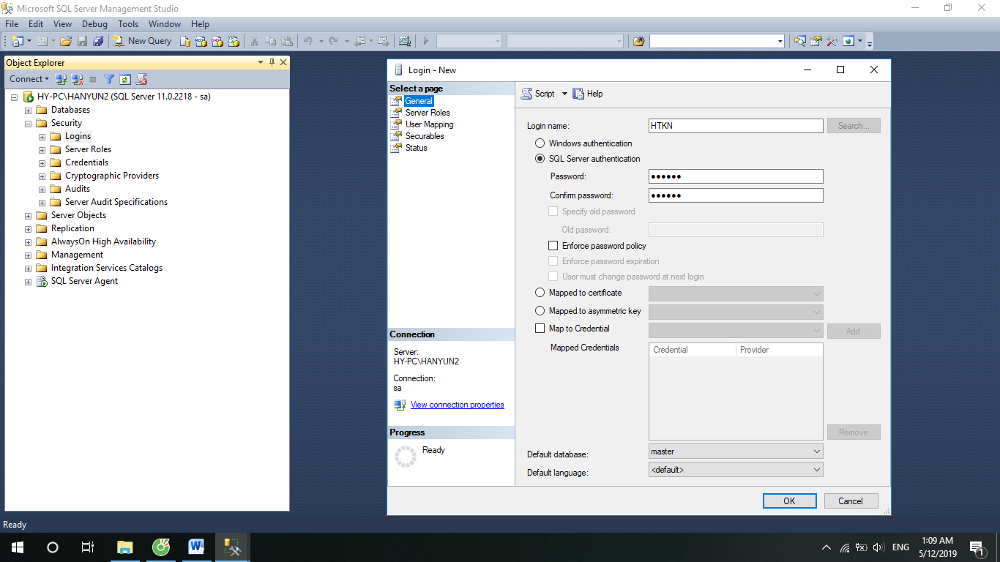 Microsoft SQL Server Management Studio
File Edit View Debug Tools Window Help
New Query
Object Explorer
Connect
HY-PC\HANYUN2 (SQL Server 11.0.2218 - sa)
Databases
Security
Logins
Server Roles
Credentials
Cryptographic Providers
Audits
Server Audit Specifications
Server Objects
Replication
AlwaysOn High Availability
Management
Integration Services Catalogs
SQL Server Agent
Login - New
Select a page
General
Server Roles
User Mapping
Securables
Status
Connection
Server:
HY-PC\HANYUN2
Connection:
sa
View connection properties
Progress
Ready
Script Help
Login name: HTKN Search...
Windows authentication
SQL Server authentication
Password: ●●●●●●
Confirm password: ●●●●●●
Specify old password
Old password:
Enforce password policy
Enforce password expiration
User must change password at next login
Mapped to certificate
Mapped to asymmetric key
Map to Credential Add
Mapped Credentials Credential Provider
Remove
Default database: master
Default language: <default>
OK Cancel
Ready
ENG 1:09 AM
5/12/2019 1